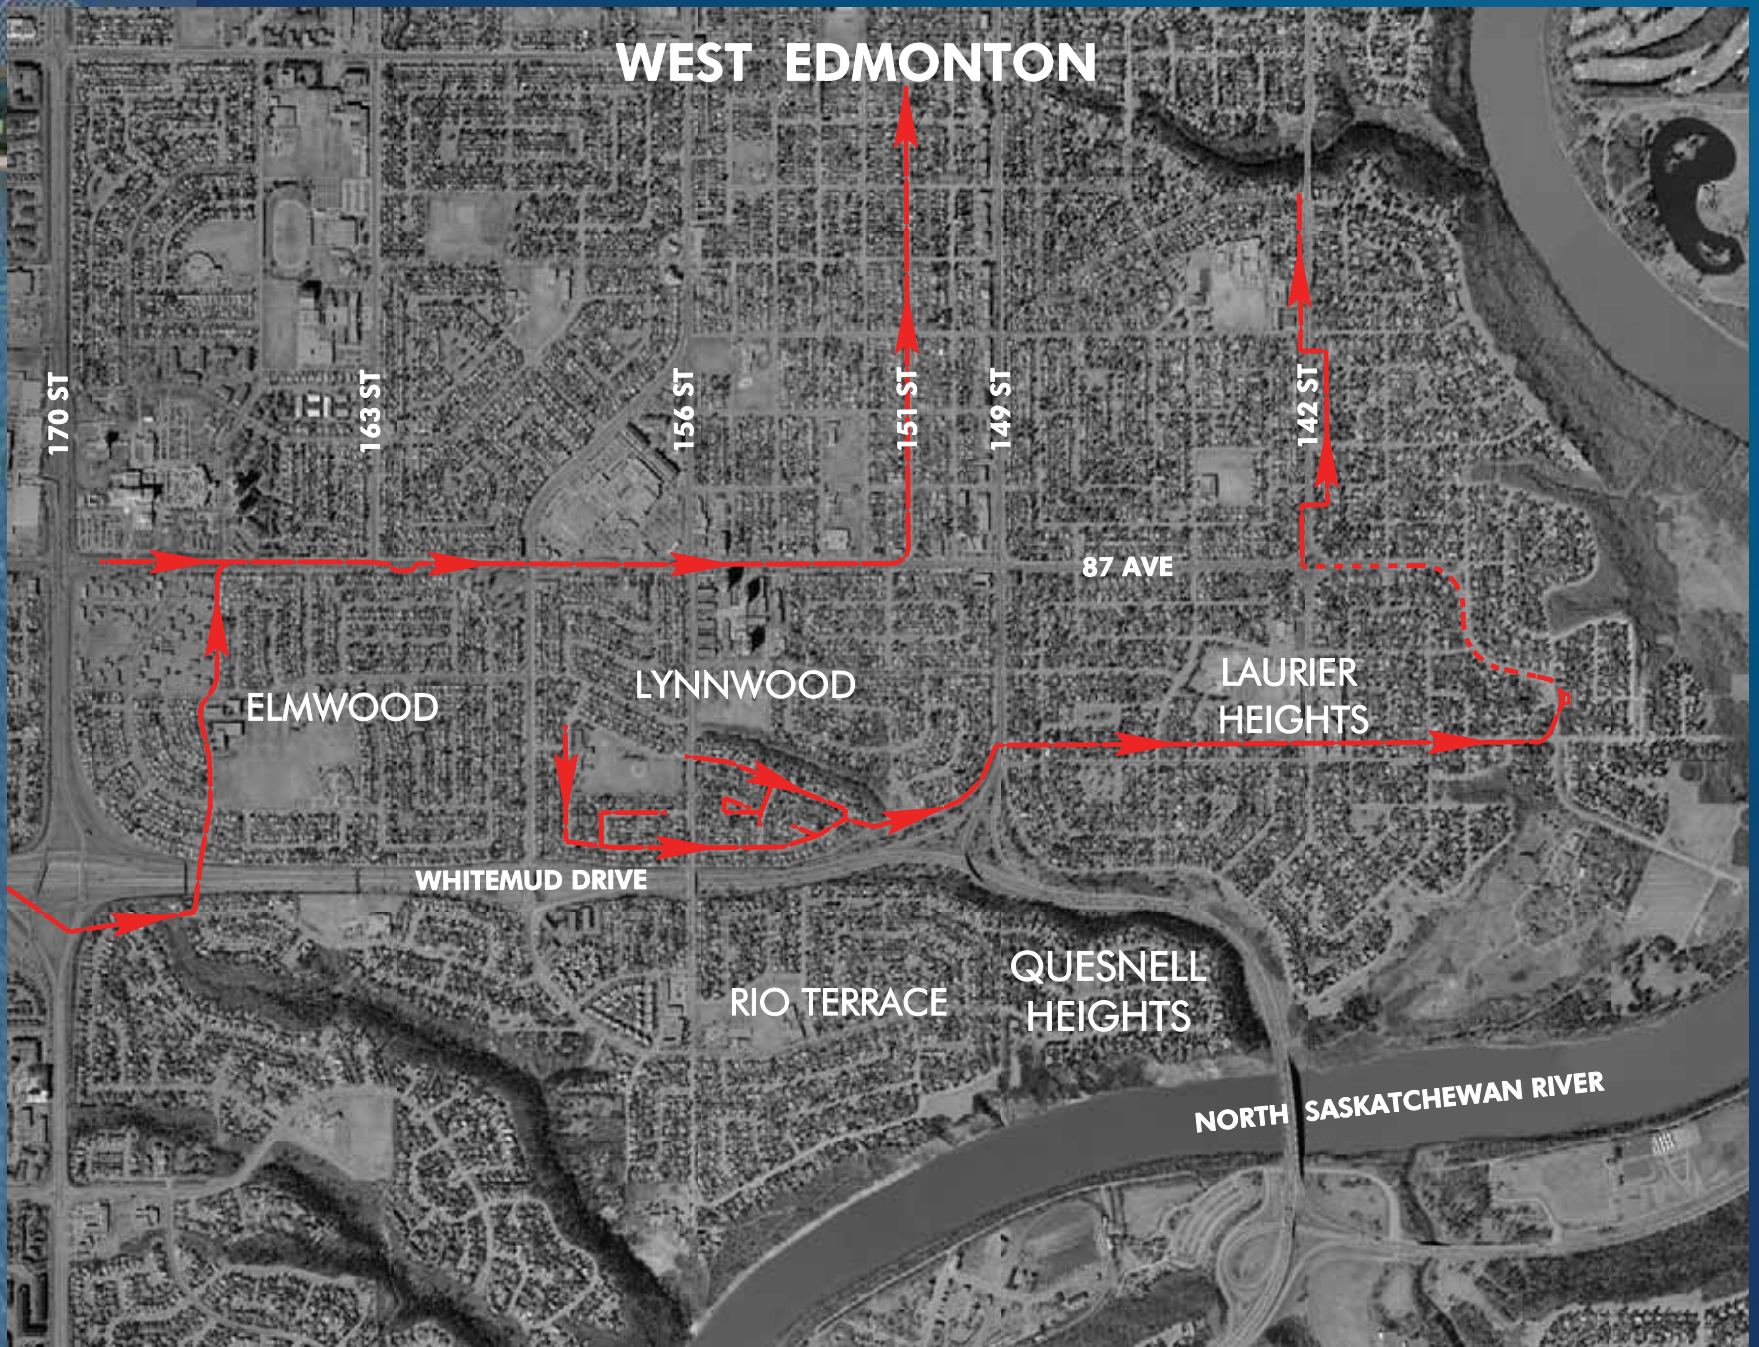 WEST EDMONTON
170 ST
163 ST
156 ST
151 ST
149 ST
142 ST
87 AVE
ELMWOOD
LYNNWOOD
LAURIER
HEIGHTS
WHITEMUD DRIVE
RIO TERRACE
QUESNELL
HEIGHTS
NORTH SASKATCHEWAN RIVER